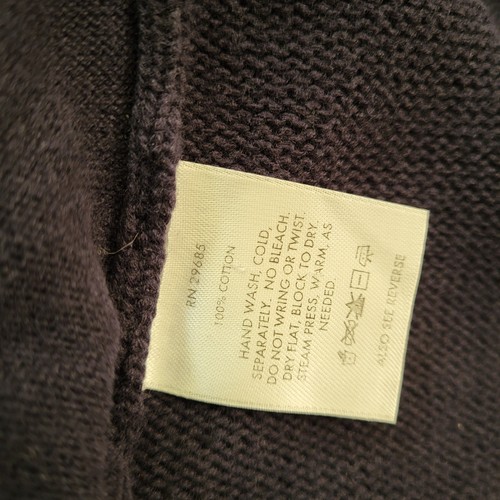 RN 29685
100% COTTON
HAND WASH, COLD,
SEPARATELY. NO BLEACH.
DO NOT WRING OR TWIST.
DRY FLAT, BLOCK TO DRY.
STEAM PRESS, WARM, AS
NEEDED.
ALSO SEE REVERSE